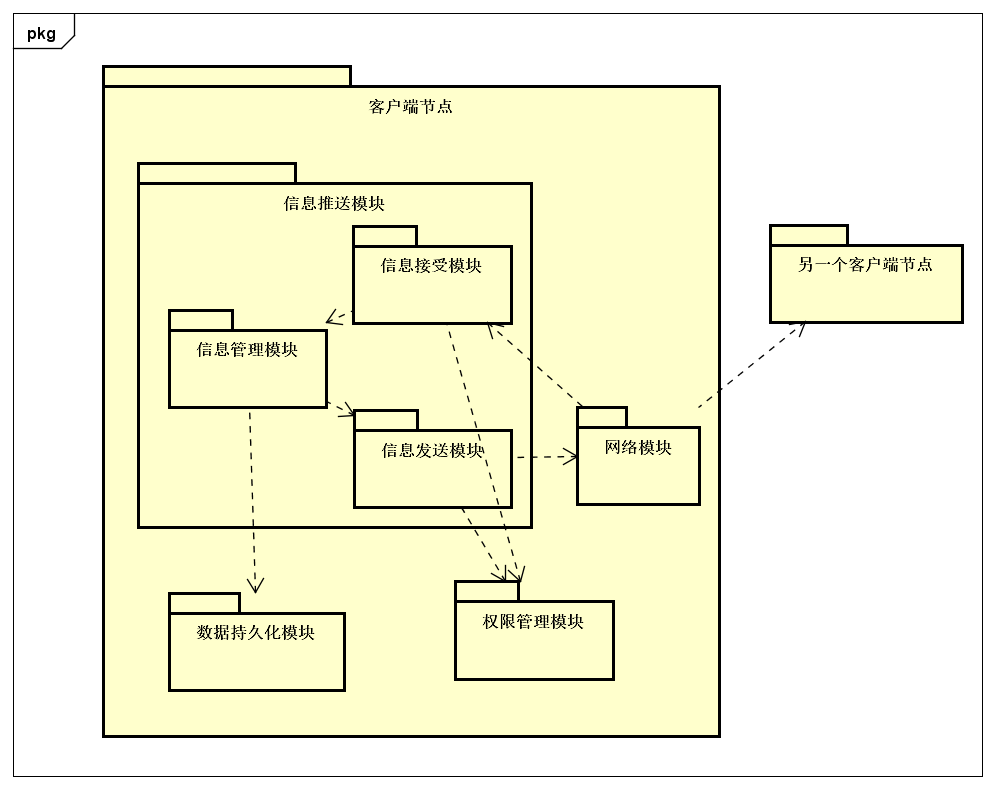 pkg
客户端节点
信息推送模块
信息接受模块
另一个客户端节点
信息管理模块
信息发送模块
网络模块
数据持久化模块
权限管理模块